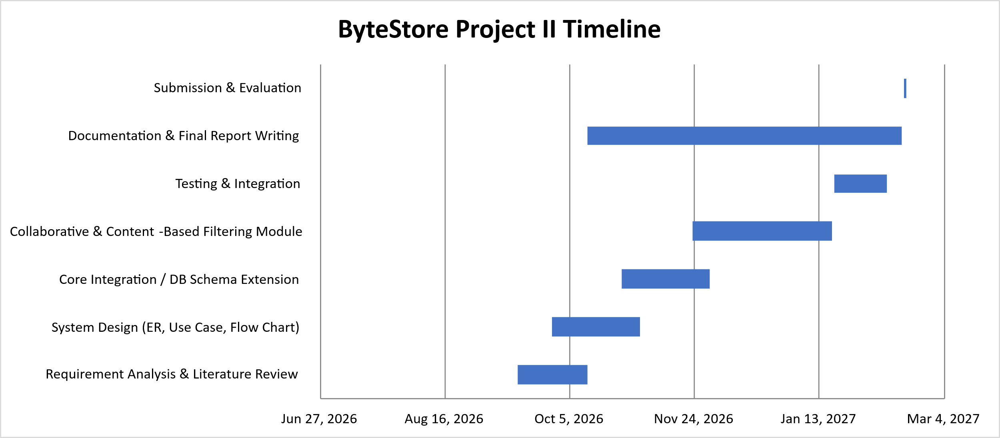 ByteStore Project II Timeline
Submission & Evaluation
Documentation & Final Report Writing
Testing & Integration
Collaborative & Content -Based Filtering Module
Core Integration / DB Schema Extension
System Design (ER, Use Case, Flow Chart)
Requirement Analysis & Literature Review
Jun 27, 2026 Aug 16, 2026 Oct 5, 2026 Nov 24, 2026 Jan 13, 2027 Mar 4, 2027